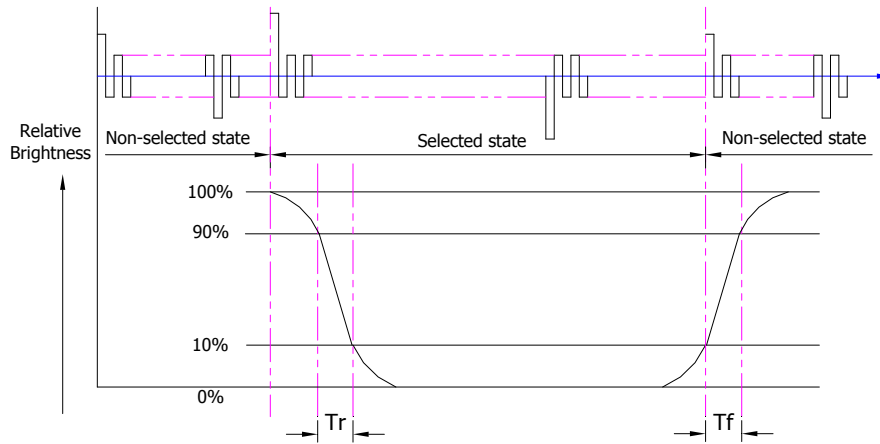 Relative
Brightness
Non-selected state
Selected state
Non-selected state
100%
90%
10%
0%
Tr
Tf